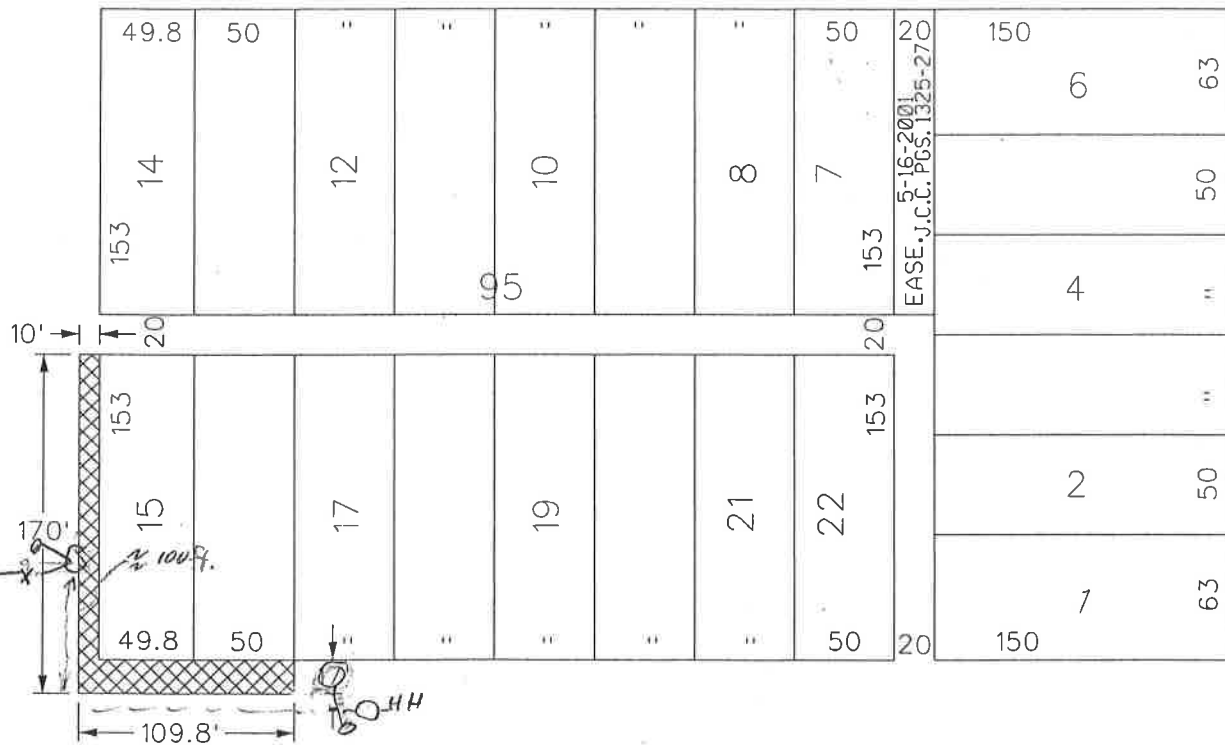 49.8 50 " " " " " 50 20 150
14 12 10 8 7
153 153
95
EASE. 5-16-2001
J.C.C. PGS. 1325-27
6 63
50
4 "
"
2 50
1 63
10' 20 20
153 153
170'
15 17 19 21 22
≈ 100 ft.
49.8 50 " " " " " 50 20 150
7
HH
109.8'